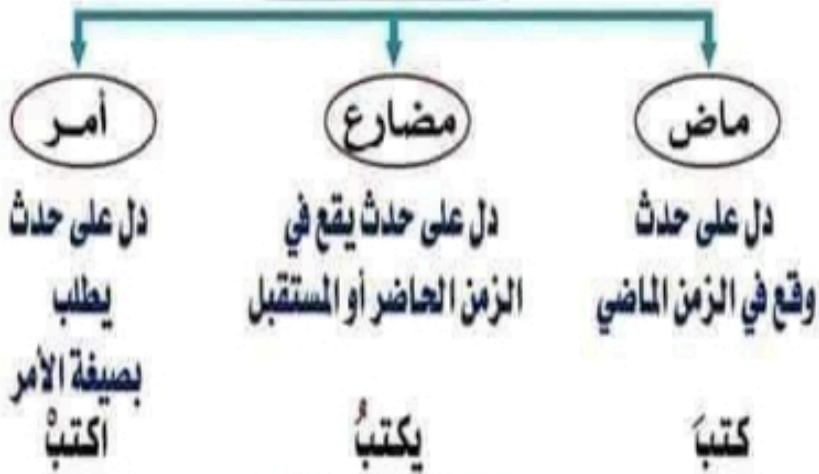 ماض
مضارع
أمـر
دل على حدث
وقع في الزمن الماضي
كتبَ
دل على حدث يقع في
الزمن الحاضر أو المستقبل
يكتبُ
دل على حدث
يطلب
بصيغة الأمر
اكتبْ